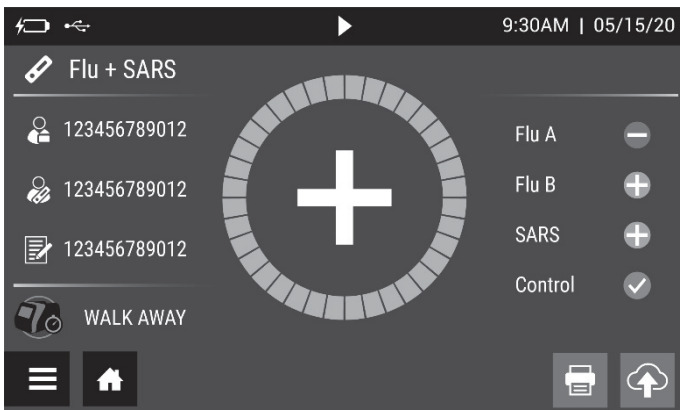 9:30AM | 05/15/20
Flu + SARS
123456789012
123456789012
123456789012
WALK AWAY
Flu A
Flu B
SARS
Control